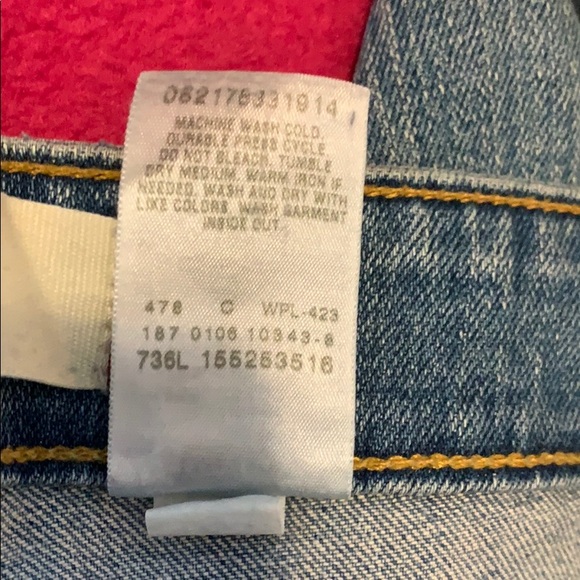 062176331914
MACHINE WASH COLD.
DURABLE PRESS CYCLE.
DO NOT BLEACH. TUMBLE
DRY MEDIUM. WARM IRON IF
NEEDED. WASH AND DRY WITH
LIKE COLORS. WASH GARMENT
INSIDE OUT.
478 C WPL-423
187 0106 10343-8
736L 155253516